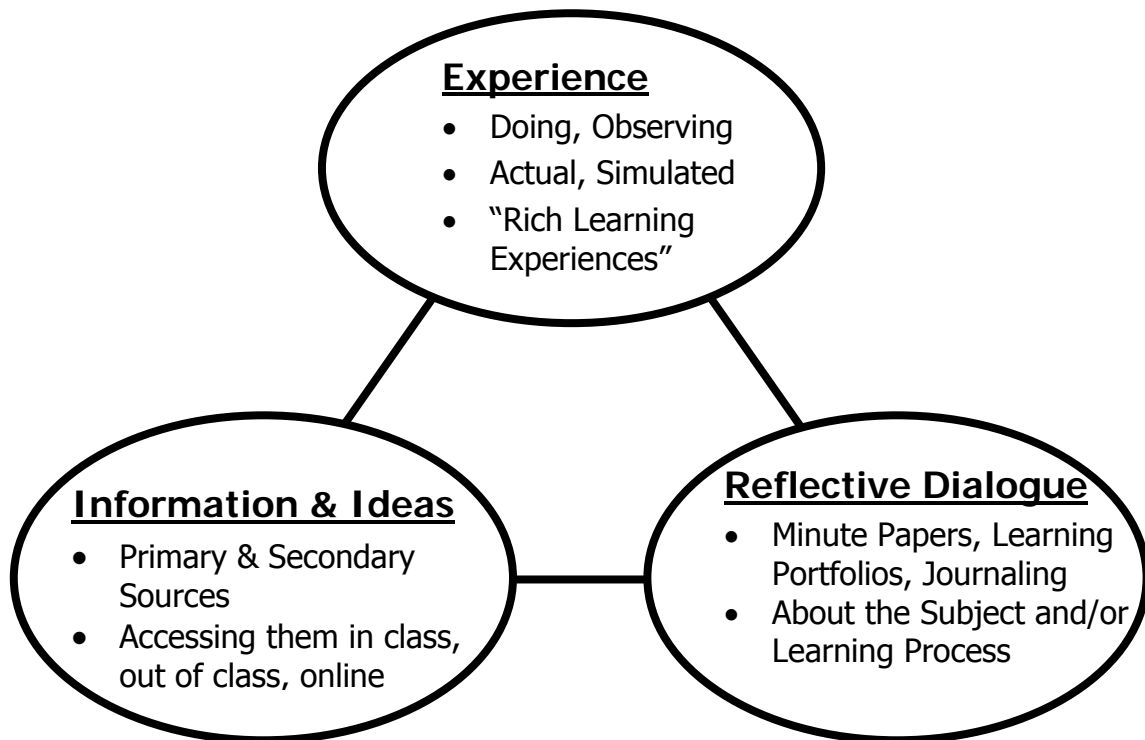 Experience
• Doing, Observing
• Actual, Simulated
• “Rich Learning
Experiences”
Information & Ideas
• Primary & Secondary
Sources
• Accessing them in class,
out of class, online
Reflective Dialogue
• Minute Papers, Learning
Portfolios, Journaling
• About the Subject and/or
Learning Process